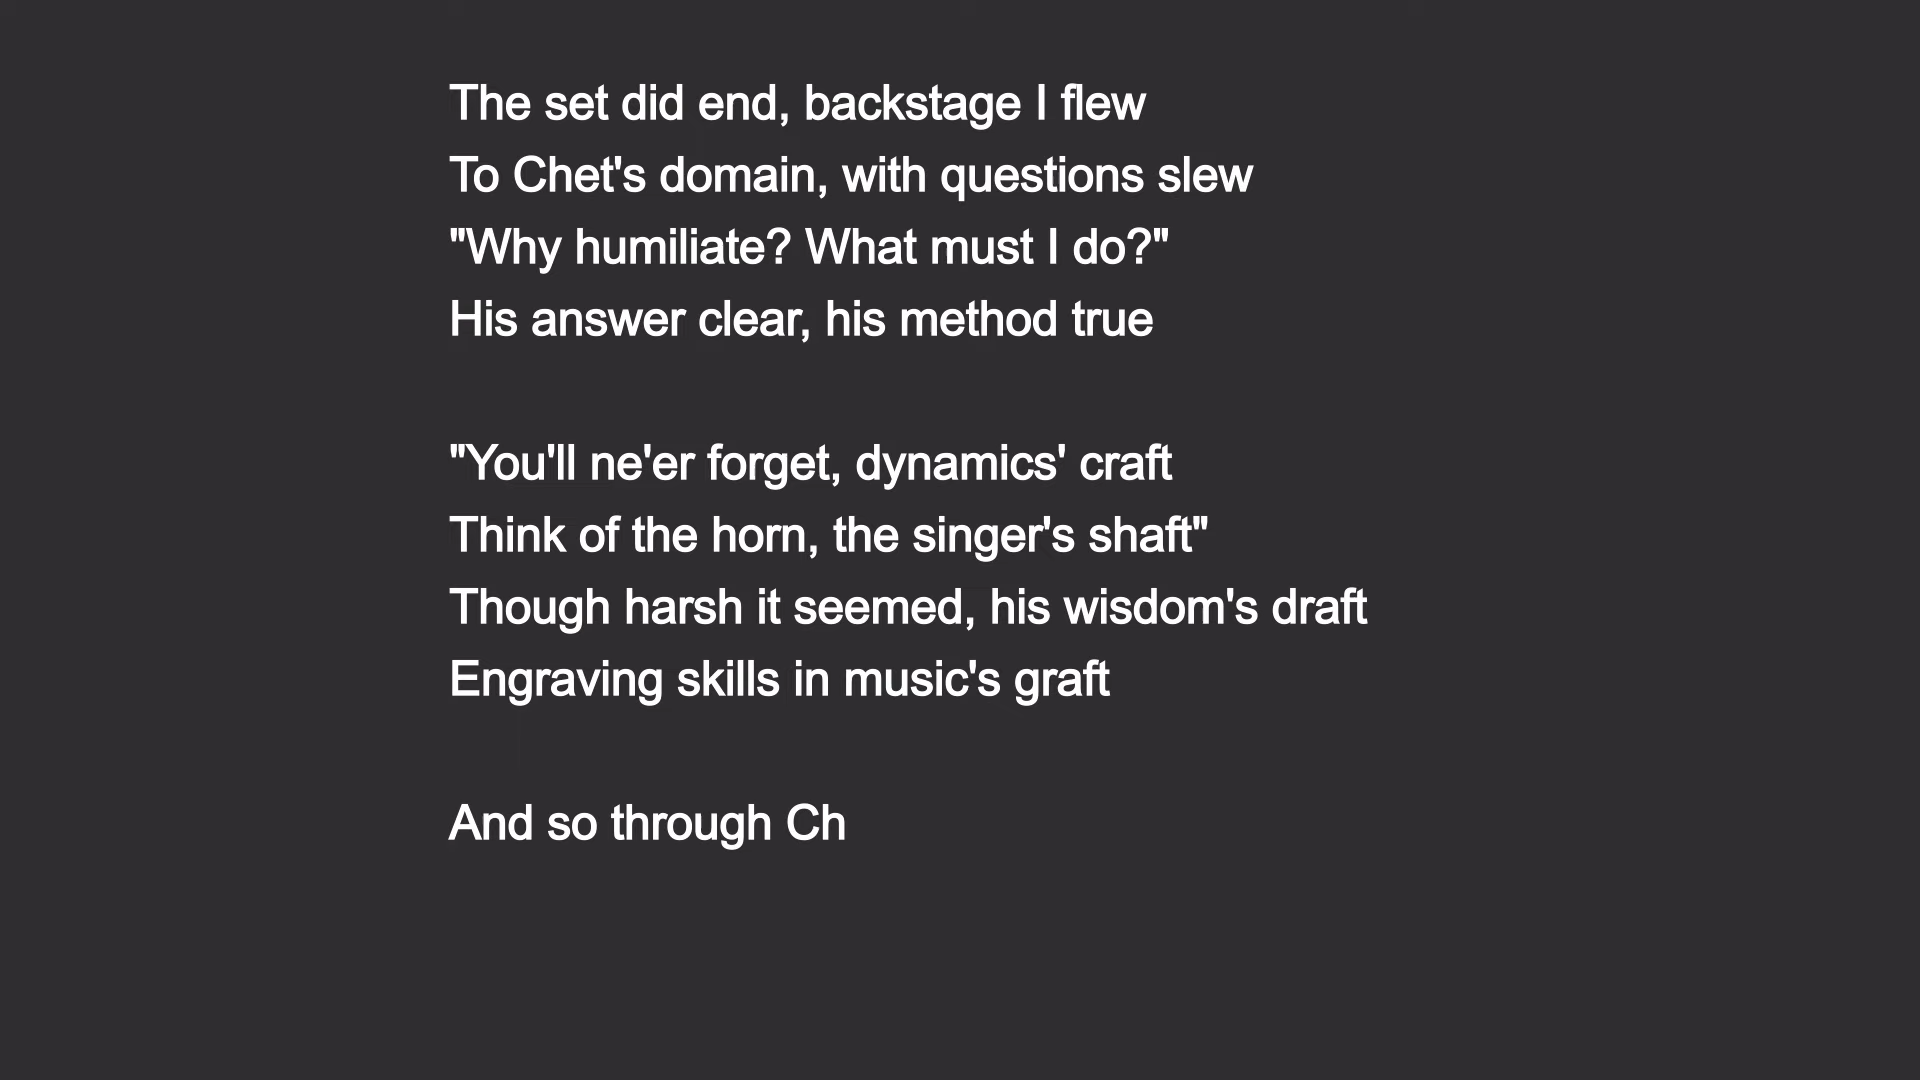 The set did end, backstage I flew
To Chet's domain, with questions slew
"Why humiliate? What must I do?"
His answer clear, his method true
"You'll ne'er forget, dynamics' craft
Think of the horn, the singer's shaft"
Though harsh it seemed, his wisdom's draft
Engraving skills in music's graft
And so through Ch